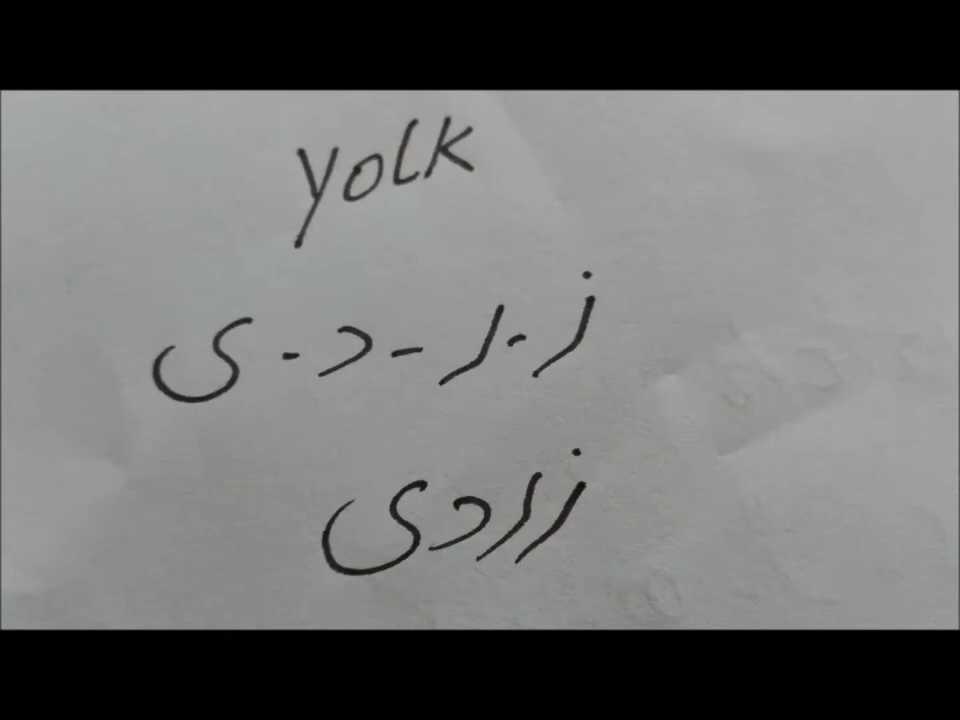 yolk
ز - ر - د - ی
زردی